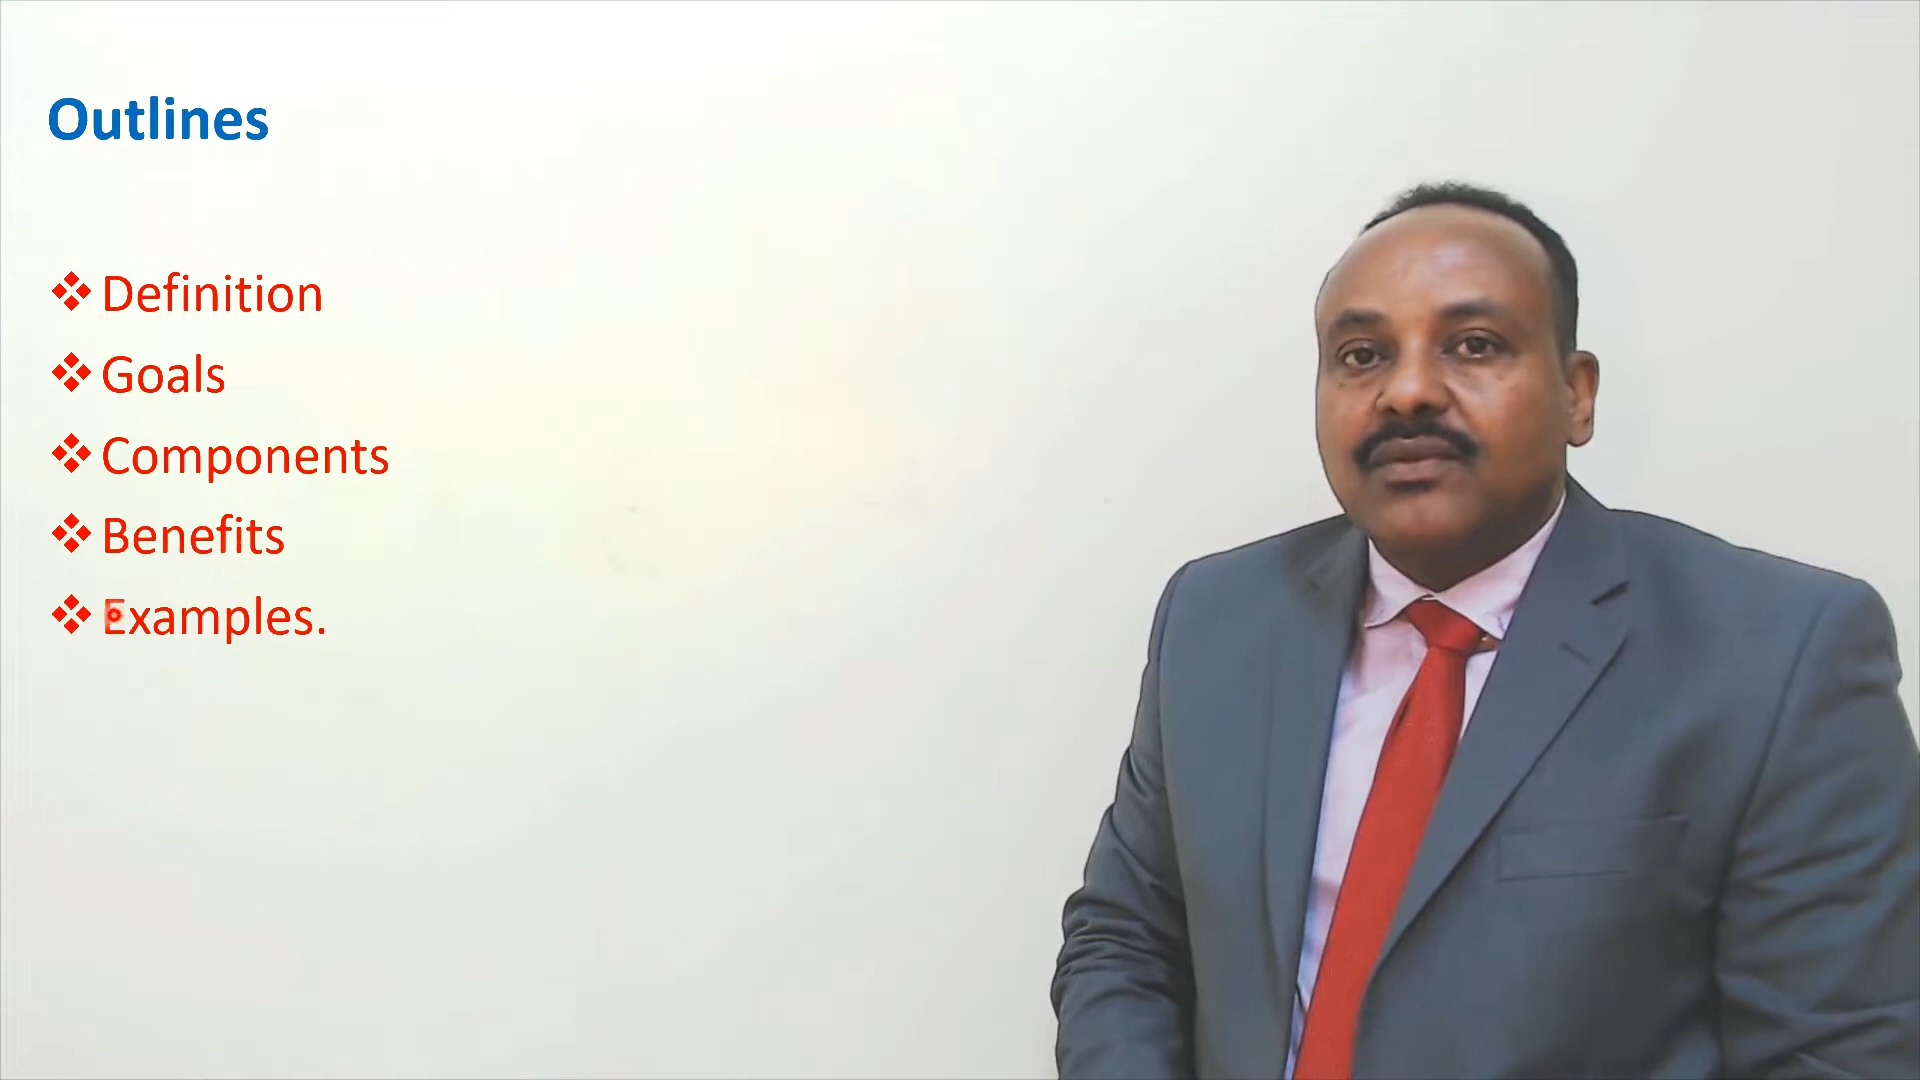 Outlines
❖ Definition
❖ Goals
❖ Components
❖ Benefits
❖ Examples.